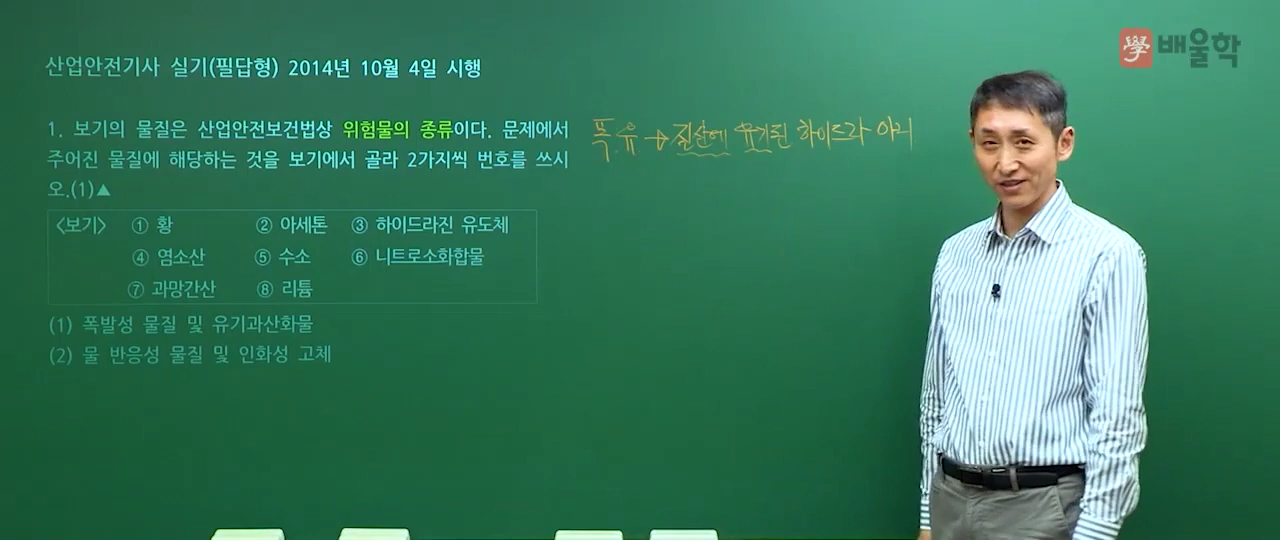 學 배울학
산업안전기사 실기(필답형) 2014년 10월 4일 시행
1. 보기의 물질은 산업안전보건법상 위험물의 종류이다. 문제에서
주어진 물질에 해당하는 것을 보기에서 골라 2가지씩 번호를 쓰시
오.(1)▲
<보기> ① 황 ② 아세톤 ③ 하이드라진 유도체
④ 염소산 ⑤ 수소 ⑥ 니트로소화합물
⑦ 과망간산 ⑧ 리튬
(1) 폭발성 물질 및 유기과산화물
(2) 물 반응성 물질 및 인화성 고체
폭.유 → 질산에 유기된 하이드라 아니